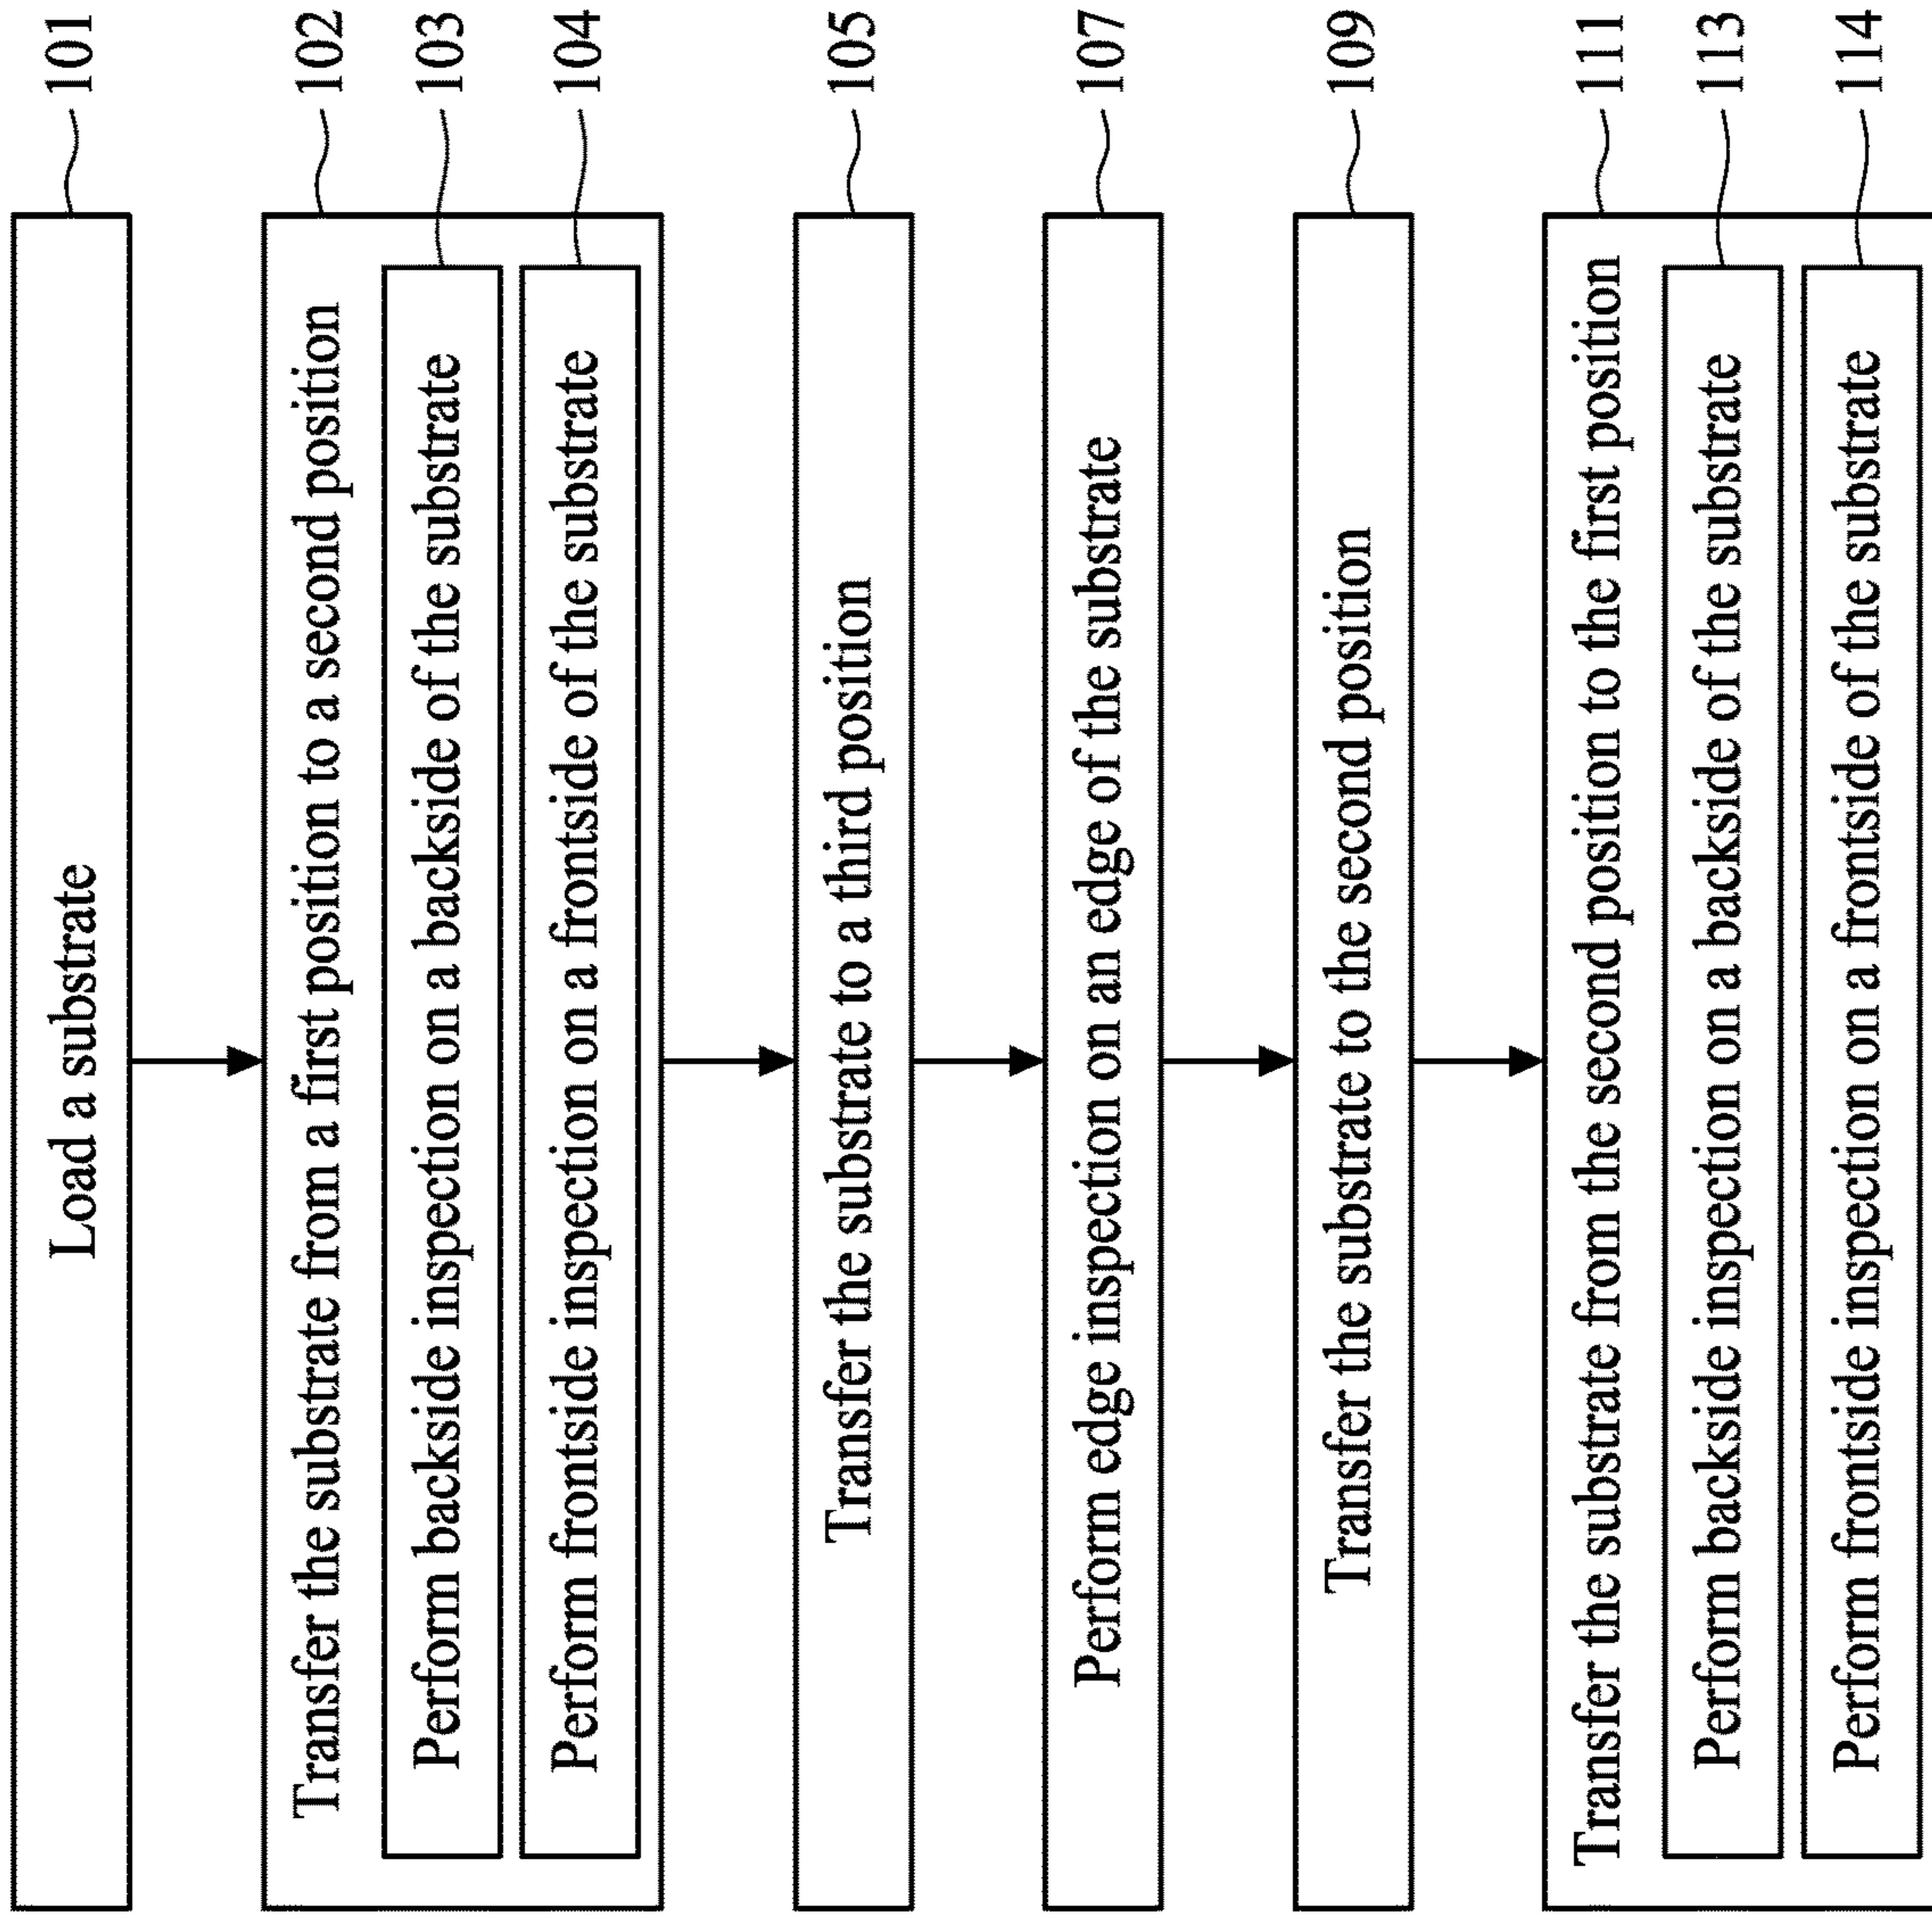 Load a substrate
101
Transfer the substrate from a first position to a second position
102
Perform backside inspection on a backside of the substrate
103
Perform frontside inspection on a frontside of the substrate
104
Transfer the substrate to a third position
105
Perform edge inspection on an edge of the substrate
107
Transfer the substrate to the second position
109
Transfer the substrate from the second position to the first position
111
Perform backside inspection on a backside of the substrate
113
Perform frontside inspection on a frontside of the substrate
114